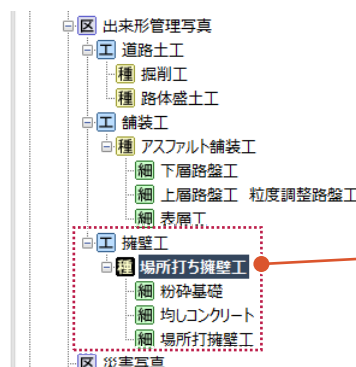 区 出来形管理写真
工 道路土工
種 掘削工
種 路体盛土工
工 舗装工
種 アスファルト舗装工
細 下層路盤工
細 上層路盤工 粒度調整路盤工
細 表層工
工 擁壁工
種 場所打ち擁壁工
細 粉砕基礎
細 均しコンクリート
細 場所打擁壁工
区 災害写真